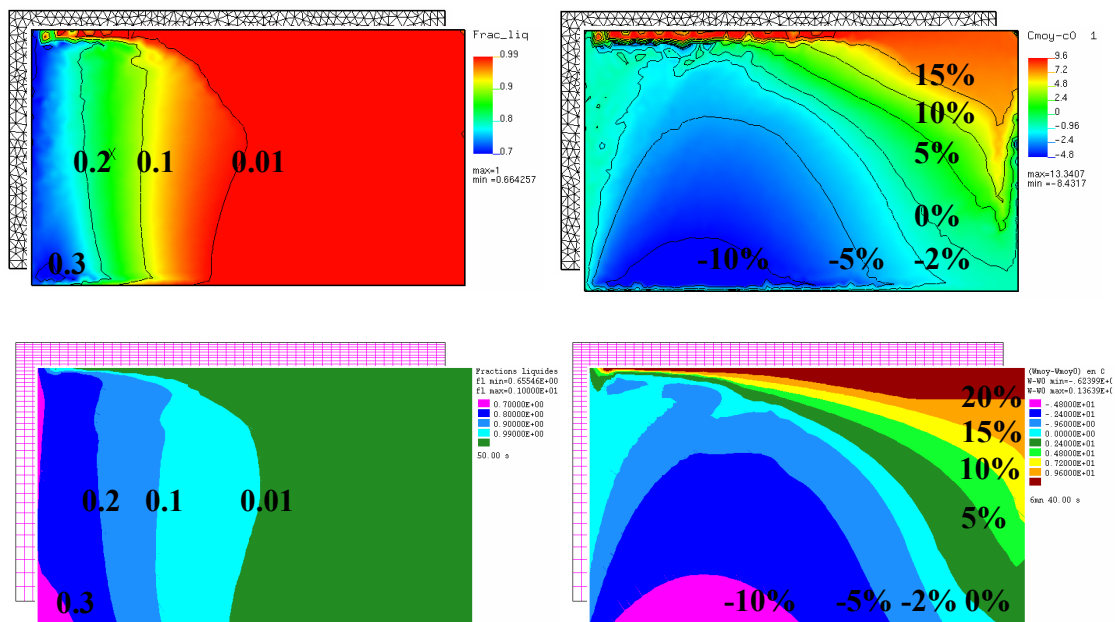 Frac_liq
0.99
0.9
0.8
0.7
max=1
min =0.664257
0.2
0.1
0.01
0.3
Cmoy-c0 1
9.6
7.2
4.8
2.4
0
-0.96
-2.4
-4.8
max=13.3407
min =-8.4317
15%
10%
5%
0%
-10%
-5%
-2%
Fractions liquides
fl min=0.65546E+00
fl max=0.10000E+01
0.70000E+00
0.80000E+00
0.90000E+00
0.99000E+00
50.00 s
0.2
0.1
0.01
0.3
(Wmoy-Wmoy0) en C
W-W0 min=-.62399E+(
W-W0 max=0.13639E+(
-.48000E+01
-.24000E+01
-.96000E+00
0.00000E+00
0.24000E+01
0.48000E+01
0.72000E+01
0.96000E+01
6mn 40.00 s
20%
15%
10%
5%
-10%
-5%
-2%
0%